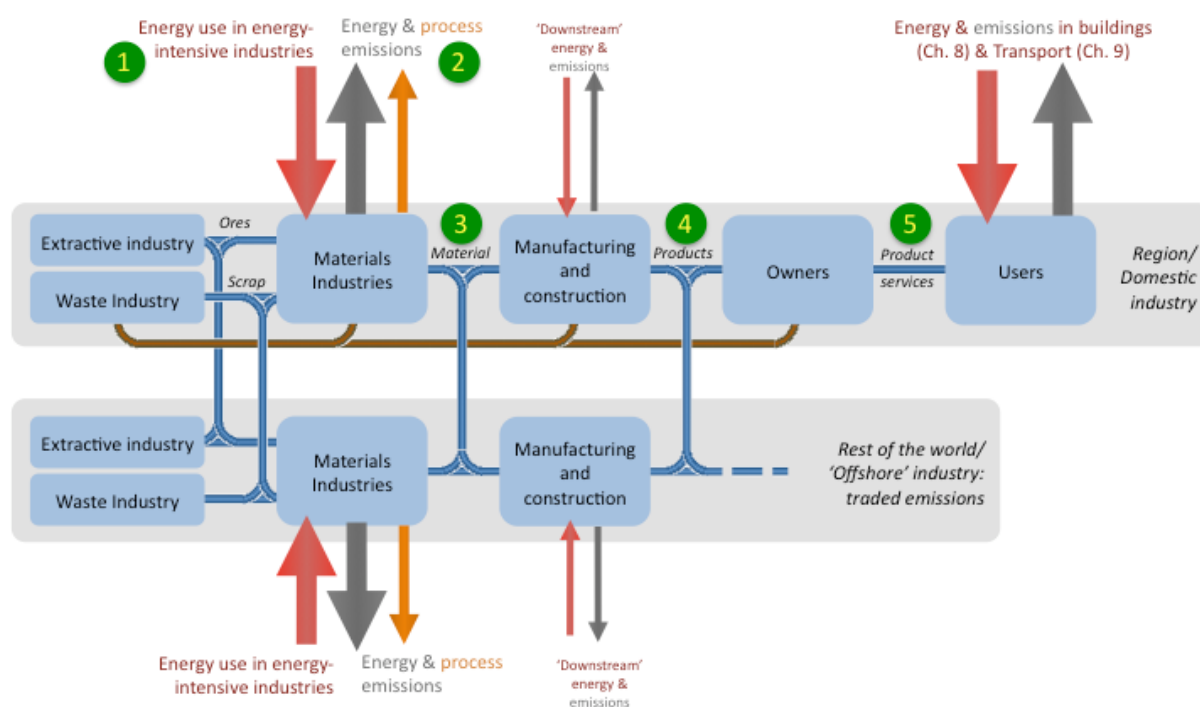 Energy use in energy-
intensive industries
1
Energy & process
emissions
2
'Downstream'
energy &
emissions
Energy & emissions in buildings
(Ch. 8) & Transport (Ch. 9)
Extractive industry
Waste Industry
Ores
Scrap
Materials
Industries
3
Material
Manufacturing
and
construction
4
Products
Owners
5
Product
services
Users
Region/
Domestic
industry
Extractive industry
Waste Industry
Materials
Industries
Manufacturing
and
construction
Rest of the world/
'Offshore' industry:
traded emissions
Energy use in energy-
intensive industries
Energy & process
emissions
'Downstream'
energy &
emissions